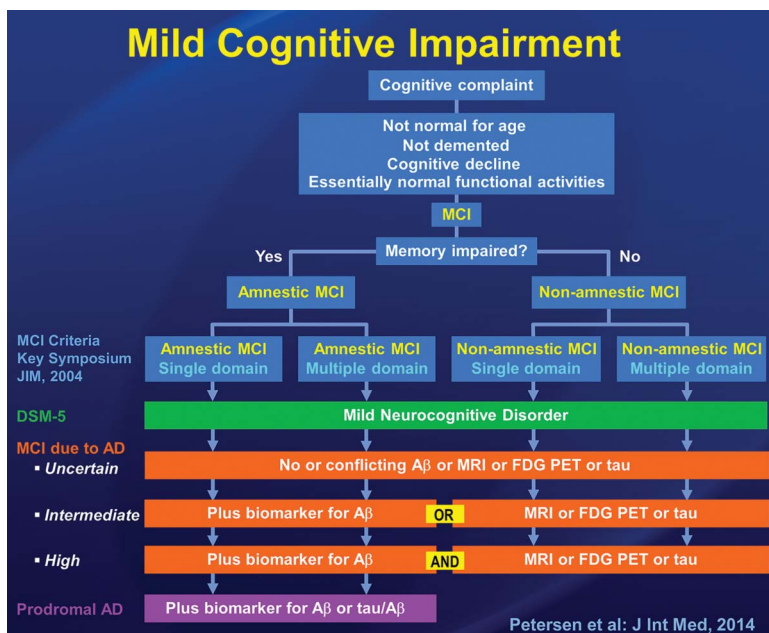 Mild Cognitive Impairment
Cognitive complaint
Not normal for age
Not demented
Cognitive decline
Essentially normal functional activities
MCI
Memory impaired?
Yes
No
Amnestic MCI
Non-amnestic MCI
MCI Criteria
Key Symposium
JIM, 2004
Amnestic MCI
Single domain
Amnestic MCI
Multiple domain
Non-amnestic MCI
Single domain
Non-amnestic MCI
Multiple domain
DSM-5
Mild Neurocognitive Disorder
MCI due to AD
▪ Uncertain
No or conflicting Aβ or MRI or FDG PET or tau
▪ Intermediate
Plus biomarker for Aβ
OR
MRI or FDG PET or tau
▪ High
Plus biomarker for Aβ
AND
MRI or FDG PET or tau
Prodromal AD
Plus biomarker for Aβ or tau/Aβ
Petersen et al: J Int Med, 2014